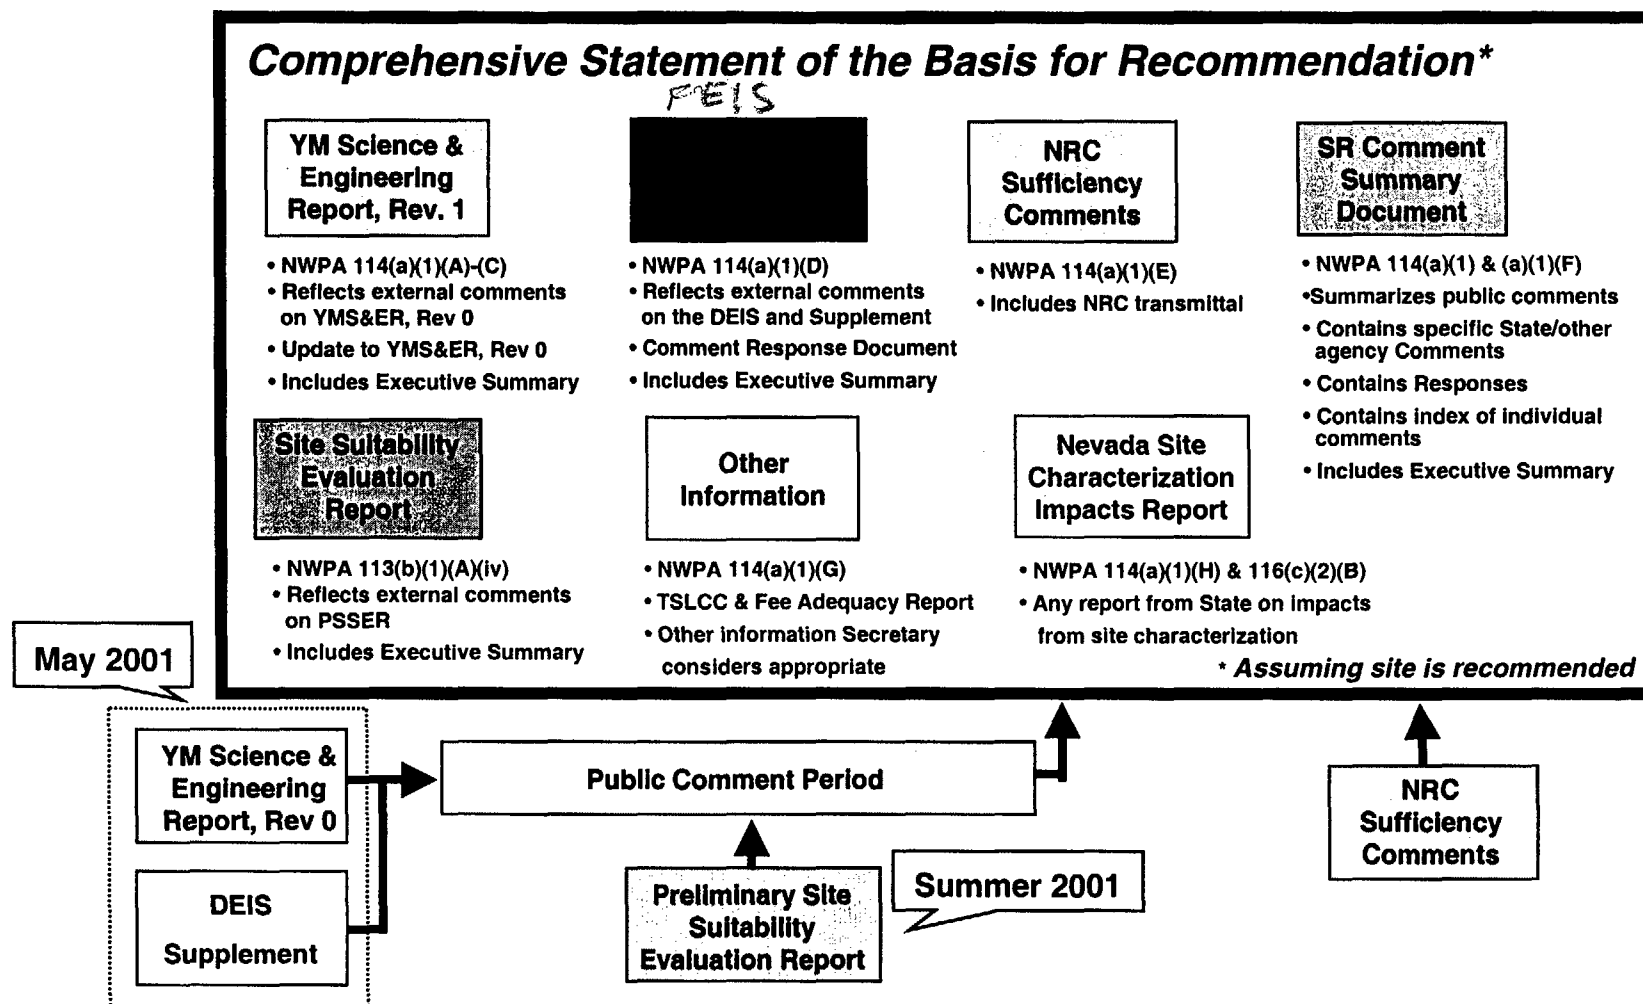 Comprehensive Statement of the Basis for Recommendation*
FEIS
YM Science &
Engineering
Report, Rev. 1
• NWPA 114(a)(1)(A)-(C)
• Reflects external comments
on YMS&ER, Rev 0
• Update to YMS&ER, Rev 0
• Includes Executive Summary
• NWPA 114(a)(1)(D)
• Reflects external comments
on the DEIS and Supplement
• Comment Response Document
• Includes Executive Summary
NRC
Sufficiency
Comments
• NWPA 114(a)(1)(E)
• Includes NRC transmittal
SR Comment
Summary
Document
• NWPA 114(a)(1) & (a)(1)(F)
•Summarizes public comments
• Contains specific State/other
agency Comments
• Contains Responses
• Contains index of individual
comments
• Includes Executive Summary
Site Suitability
Evaluation
Report
• NWPA 113(b)(1)(A)(iv)
• Reflects external comments
on PSSER
• Includes Executive Summary
Other
Information
• NWPA 114(a)(1)(G)
• TSLCC & Fee Adequacy Report
• Other information Secretary
considers appropriate
Nevada Site
Characterization
Impacts Report
• NWPA 114(a)(1)(H) & 116(c)(2)(B)
• Any report from State on impacts
from site characterization
* Assuming site is recommended
May 2001
YM Science &
Engineering
Report, Rev 0
DEIS
Supplement
Public Comment Period
Preliminary Site
Suitability
Evaluation Report
Summer 2001
NRC
Sufficiency
Comments